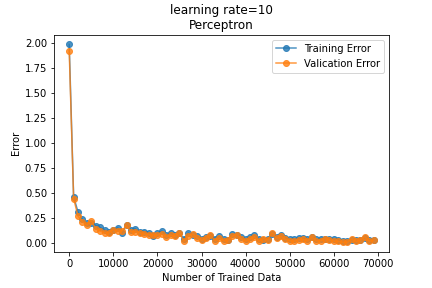 learning rate=10
Perceptron
Training Error
Valication Error
2.00
1.75
1.50
1.25
1.00
0.75
0.50
0.25
0.00
Error
0 10000 20000 30000 40000 50000 60000 70000
Number of Trained Data